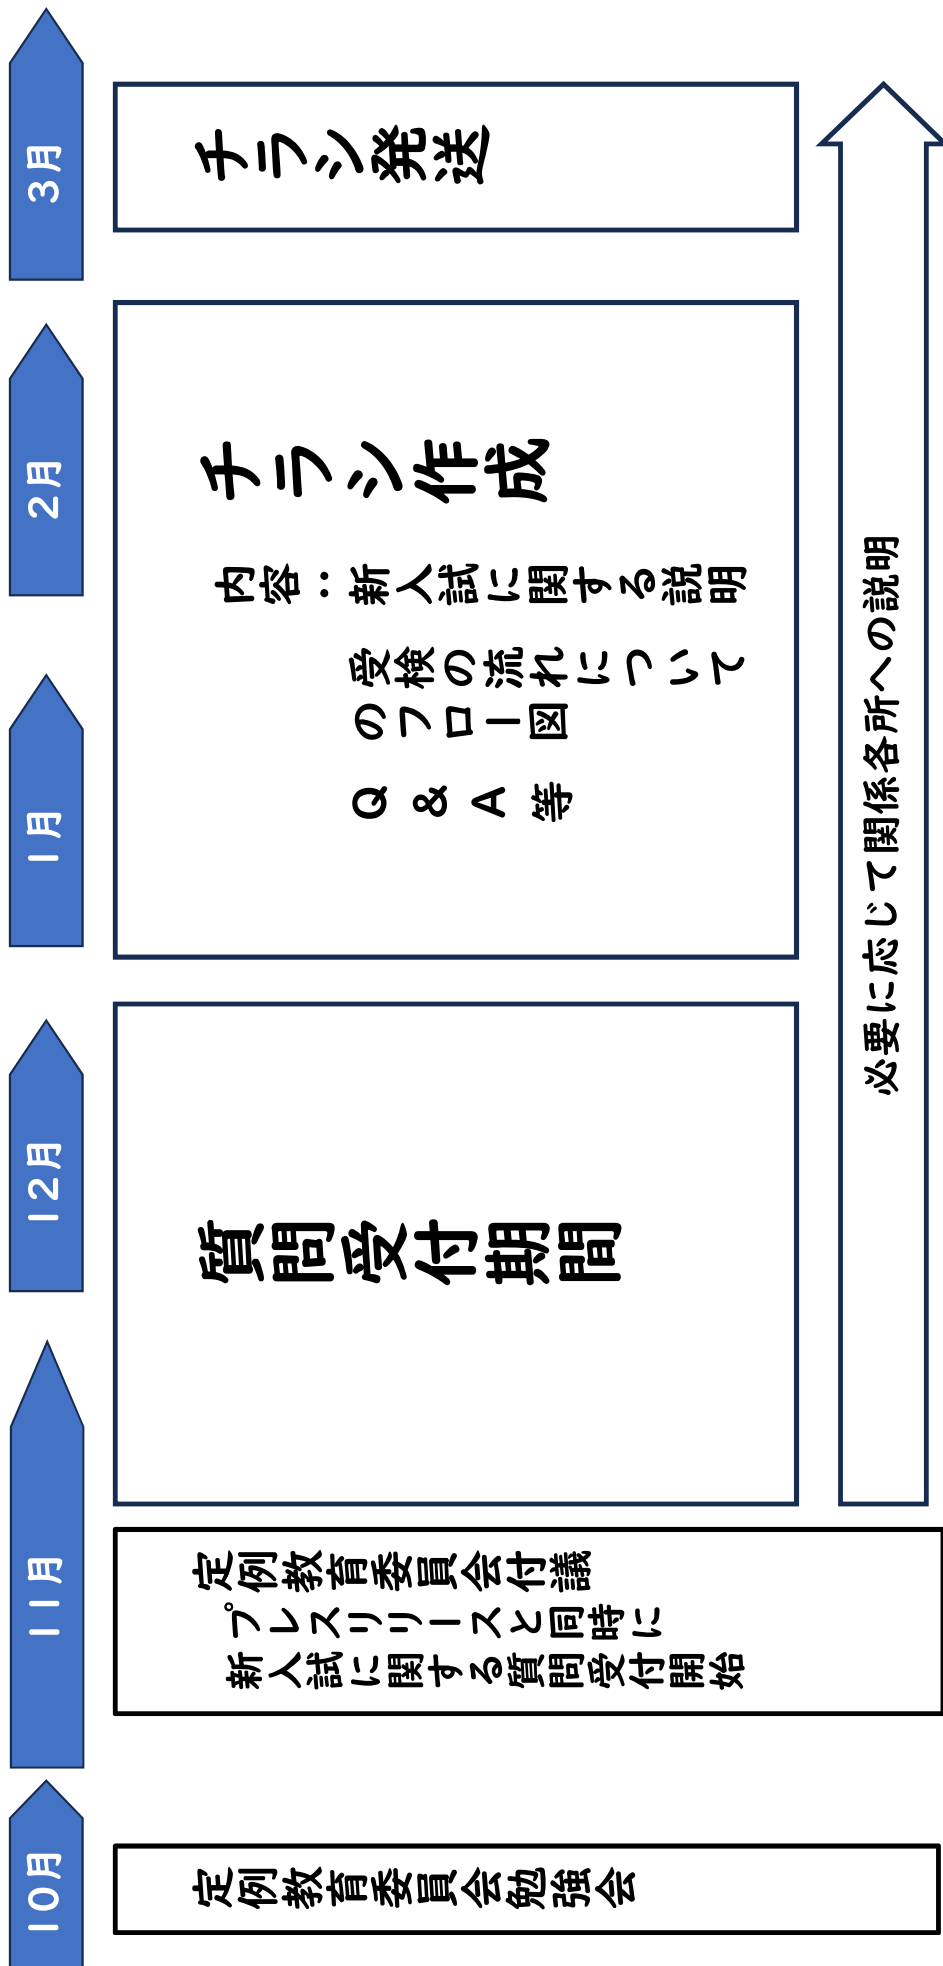 10月
11月
12月
1月
2月
3月
定例教育委員会勉強会
定例教育委員会付議
プレスリリースと同時に
新入試に関する質問受付開始
質問受付期間
チラシ作成
内容：新入試に関する説明
受検の流れについて
のフロー図
Q＆A等
チラシ発送
必要に応じて関係各所への説明